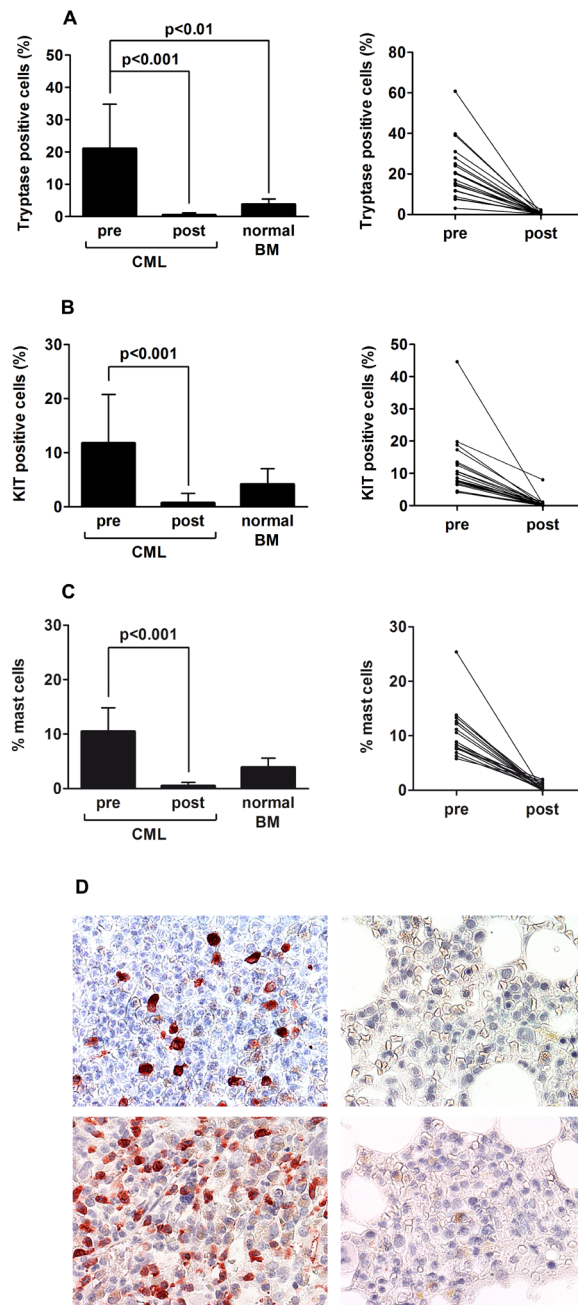 A
Tryptase positive cells (%)
50
40
30
20
10
0
p<0.01
p<0.001
pre post normal BM
CML
Tryptase positive cells (%)
80
60
40
20
0
pre post
B
KIT positive cells (%)
30
20
10
0
p<0.001
pre post normal BM
CML
KIT positive cells (%)
50
40
30
20
10
0
pre post
C
% mast cells
30
20
10
0
p<0.001
pre post normal BM
CML
% mast cells
30
20
10
0
pre post
D